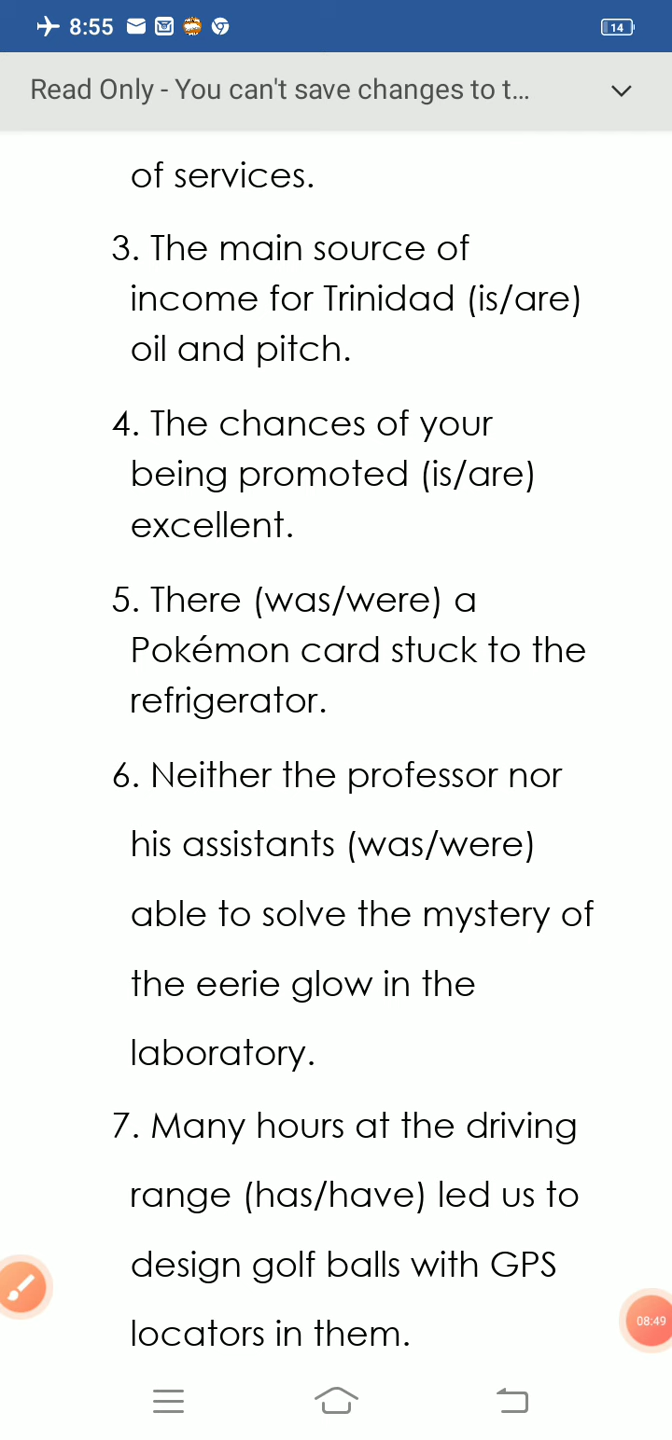 8:55
14
Read Only - You can't save changes to t...
of services.
3. The main source of
income for Trinidad (is/are)
oil and pitch.
4. The chances of your
being promoted (is/are)
excellent.
5. There (was/were) a
Pokémon card stuck to the
refrigerator.
6. Neither the professor nor
his assistants (was/were)
able to solve the mystery of
the eerie glow in the
laboratory.
7. Many hours at the driving
range (has/have) led us to
design golf balls with GPS
locators in them.
08:49